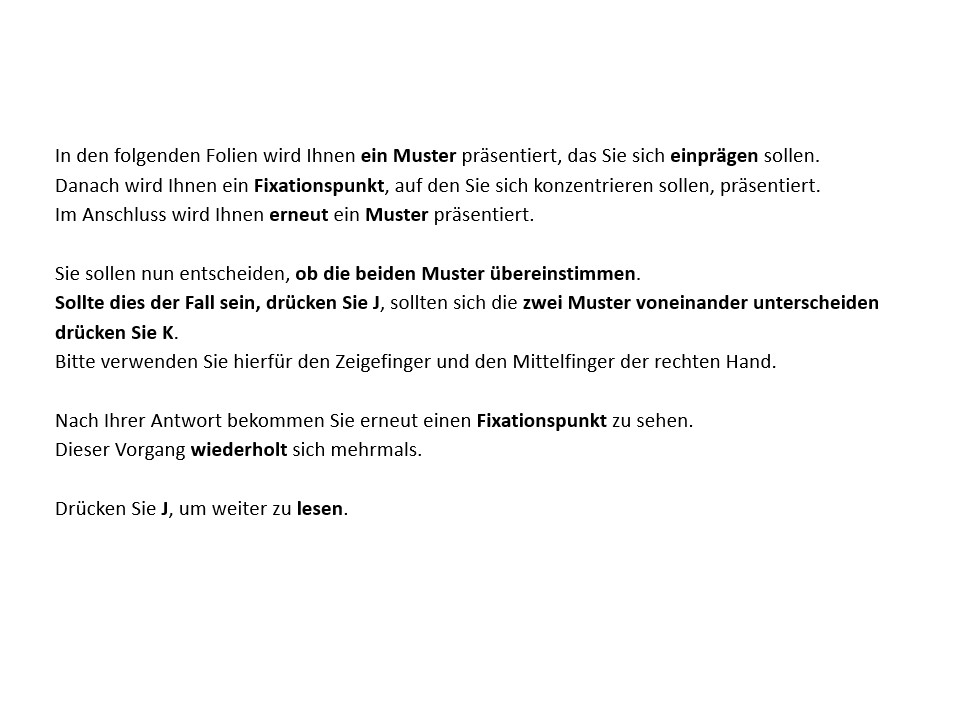 In den folgenden Folien wird Ihnen ein Muster präsentiert, das Sie sich einprägen sollen.
Danach wird Ihnen ein Fixationspunkt, auf den Sie sich konzentrieren sollen, präsentiert.
Im Anschluss wird Ihnen erneut ein Muster präsentiert.
Sie sollen nun entscheiden, ob die beiden Muster übereinstimmen.
Sollte dies der Fall sein, drücken Sie J, sollten sich die zwei Muster voneinander unterscheiden
drücken Sie K.
Bitte verwenden Sie hierfür den Zeigefinger und den Mittelfinger der rechten Hand.
Nach Ihrer Antwort bekommen Sie erneut einen Fixationspunkt zu sehen.
Dieser Vorgang wiederholt sich mehrmals.
Drücken Sie J, um weiter zu lesen.